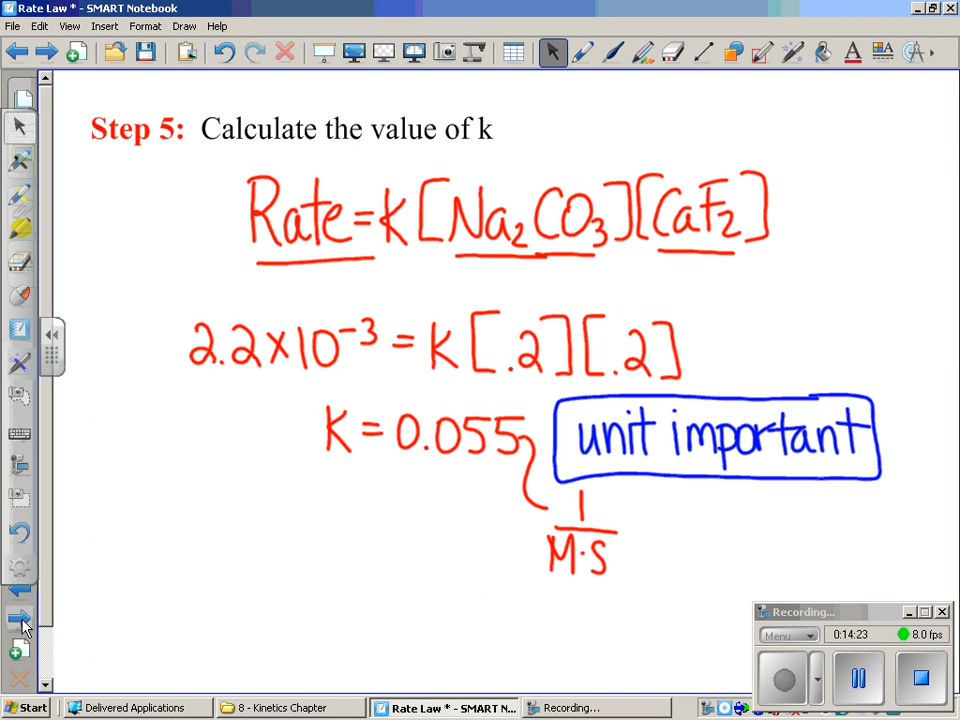 Rate Law * - SMART Notebook
File Edit View Insert Format Draw Help
Step 5: Calculate the value of k
Rate=K[Na₂CO₃][CaF₂]
2.2×10⁻³ = K[.2][.2]
K = 0.055
unit important
1
M·S
Recording...
Menu
0:14:23
8.0 fps
Start
Delivered Applications
8 - Kinetics Chapter
Rate Law * - SMART N...
Recording...